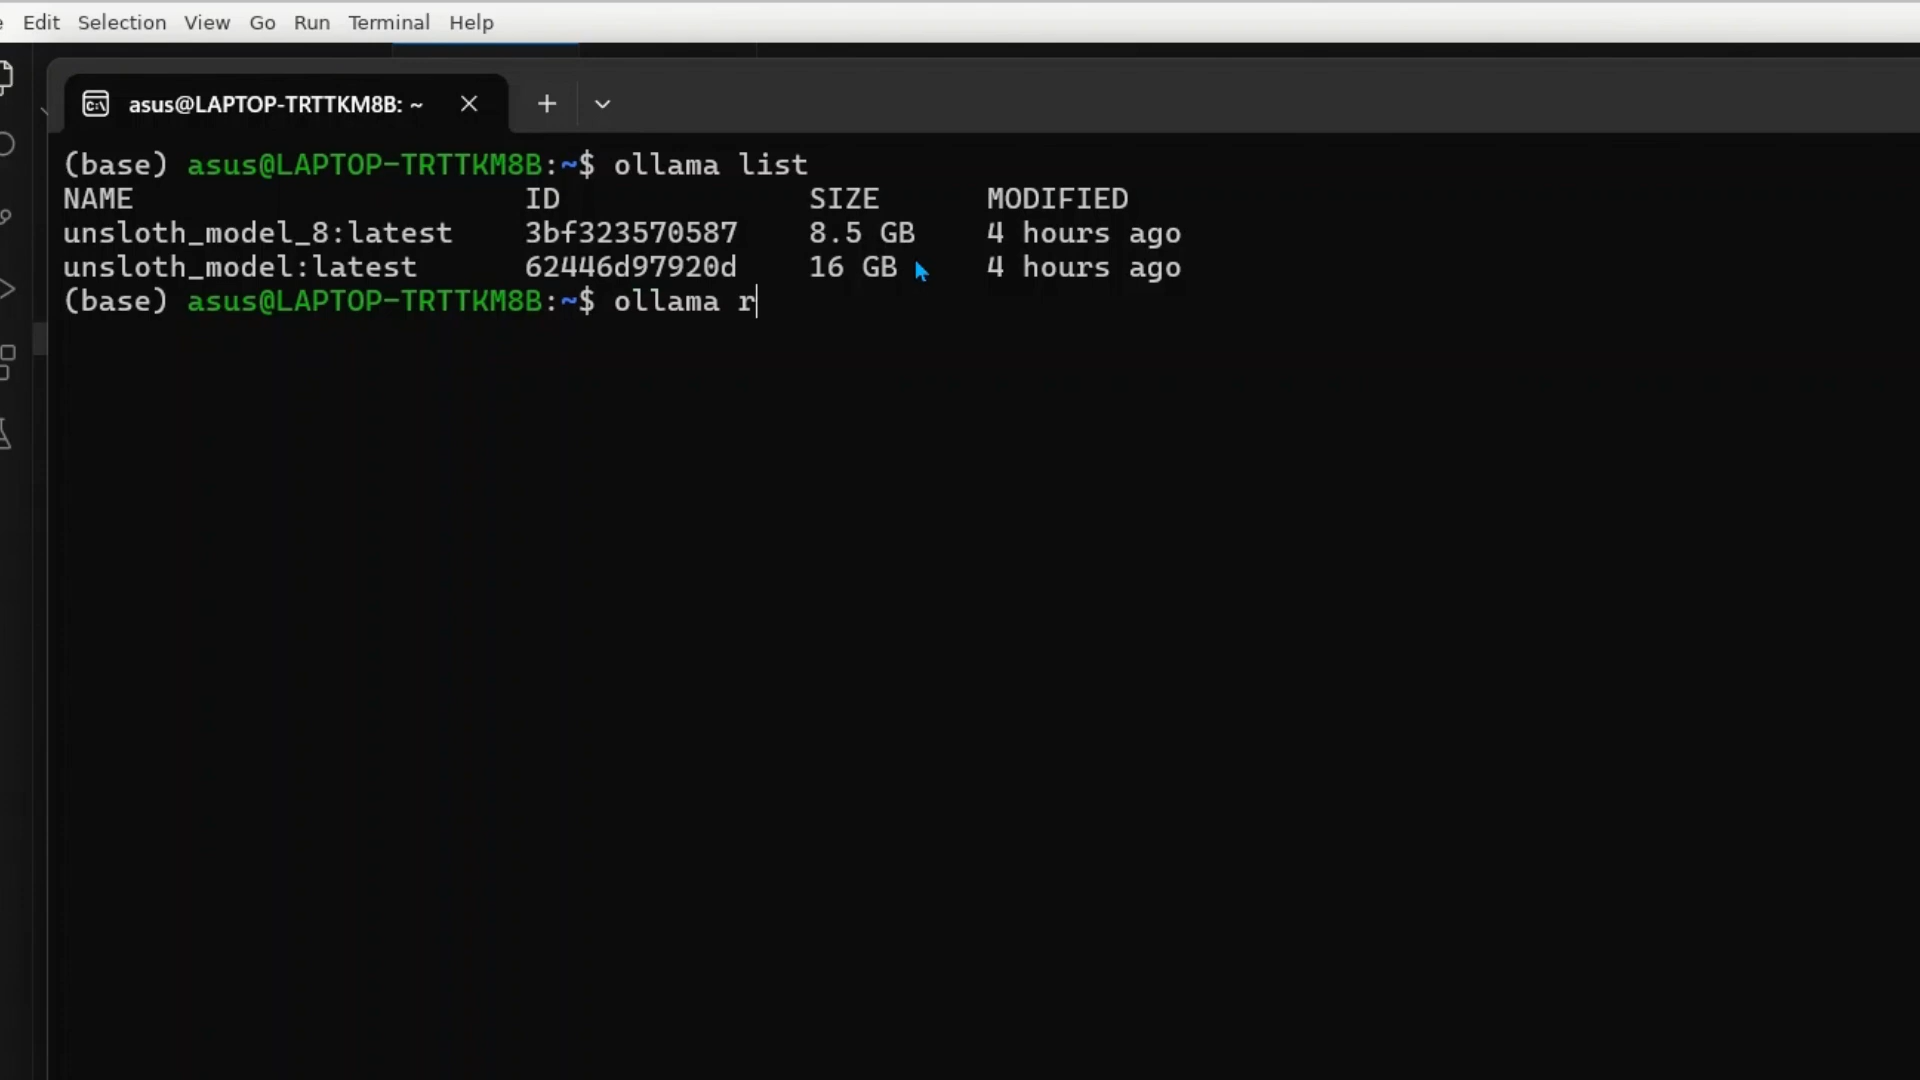 Edit Selection View Go Run Terminal Help
asus@LAPTOP-TRTTKM8B: ~
(base) asus@LAPTOP-TRTTKM8B:~$ ollama list
NAME ID SIZE MODIFIED
unsloth_model_8:latest 3bf323570587 8.5 GB 4 hours ago
unsloth_model:latest 62446d97920d 16 GB 4 hours ago
(base) asus@LAPTOP-TRTTKM8B:~$ ollama r